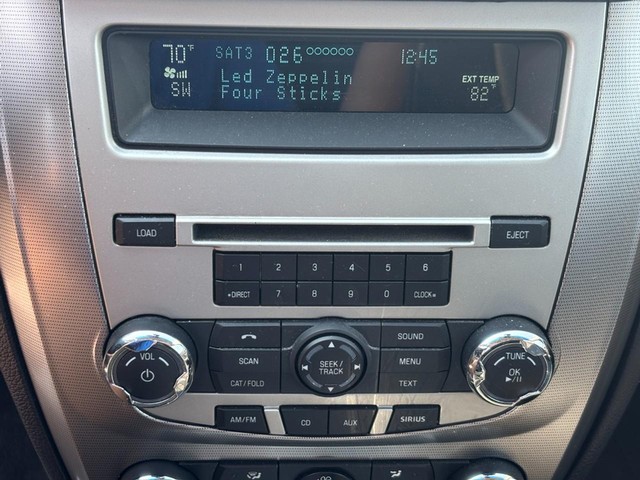 70°F SAT3 026 12:45
Led Zeppelin EXT TEMP
SW Four Sticks 82°F
LOAD EJECT
1 2 3 4 5 6
*DIRECT 7 8 9 0 CLOCK*
VOL SOUND TUNE
SCAN SEEK/ MENU OK
TRACK
CAT/FOLD TEXT
AM/FM CD AUX SIRIUS